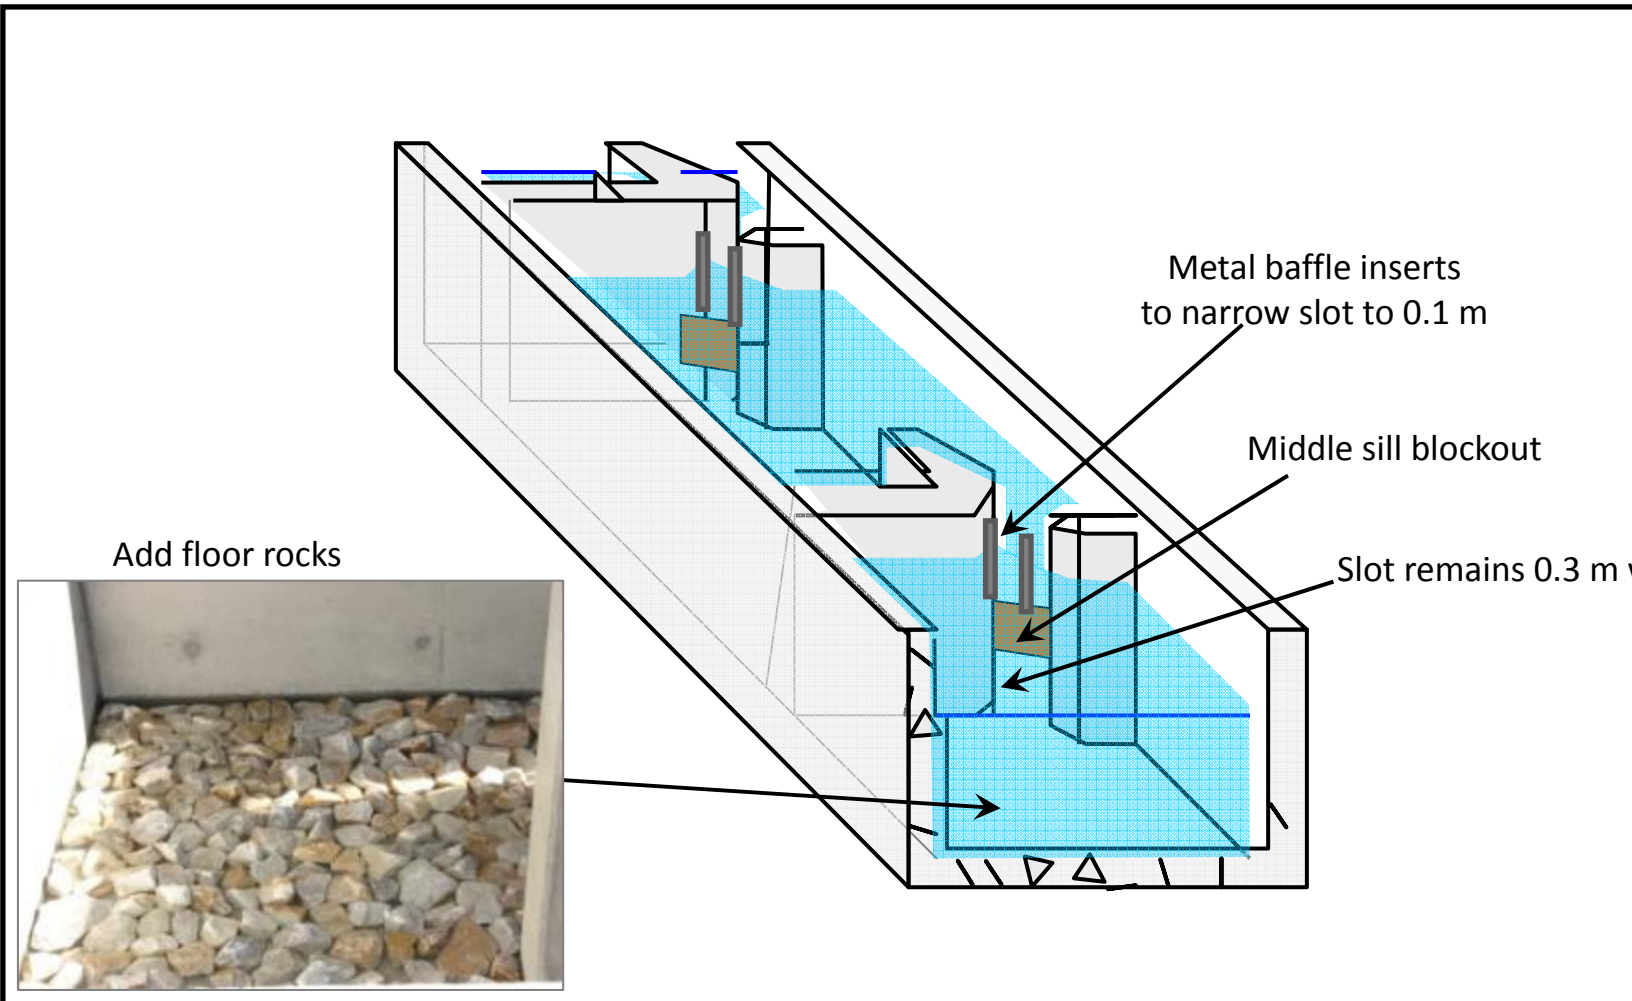 Metal baffle inserts
to narrow slot to 0.1 m
Middle sill blockout
Add floor rocks
Slot remains 0.3 m